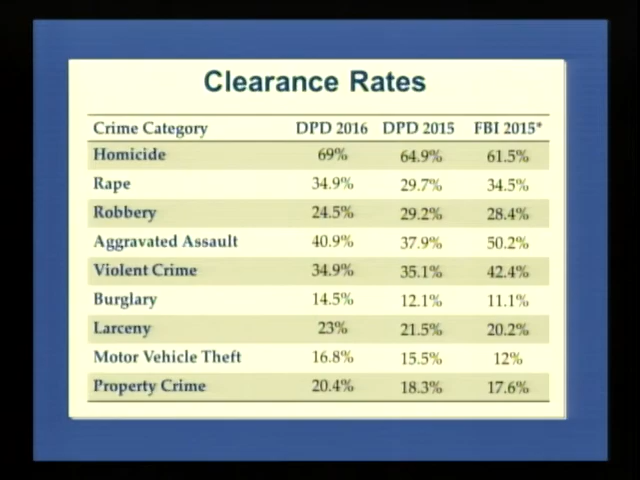 Clearance Rates
Crime Category DPD 2016 DPD 2015 FBI 2015*
Homicide 69% 64.9% 61.5%
Rape 34.9% 29.7% 34.5%
Robbery 24.5% 29.2% 28.4%
Aggravated Assault 40.9% 37.9% 50.2%
Violent Crime 34.9% 35.1% 42.4%
Burglary 14.5% 12.1% 11.1%
Larceny 23% 21.5% 20.2%
Motor Vehicle Theft 16.8% 15.5% 12%
Property Crime 20.4% 18.3% 17.6%